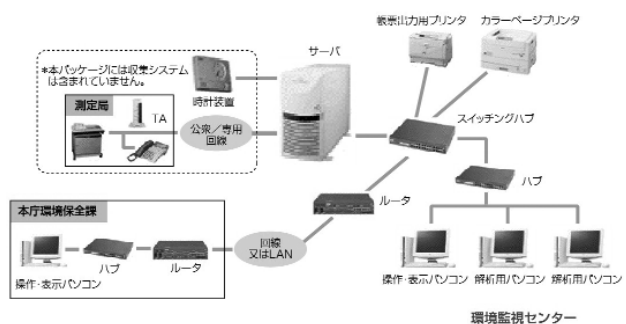 帳票出力用プリンタ
カラーページプリンタ
サーバ
*本パッケージには収集システム
は含まれていません。
時計装置
測定局
TA
公衆/専用
回線
スイッチングハブ
ハブ
ルータ
本庁環境保全課
回線
又はLAN
ハブ
ルータ
操作・表示パソコン
操作・表示パソコン
解析用パソコン
解析用パソコン
環境監視センター